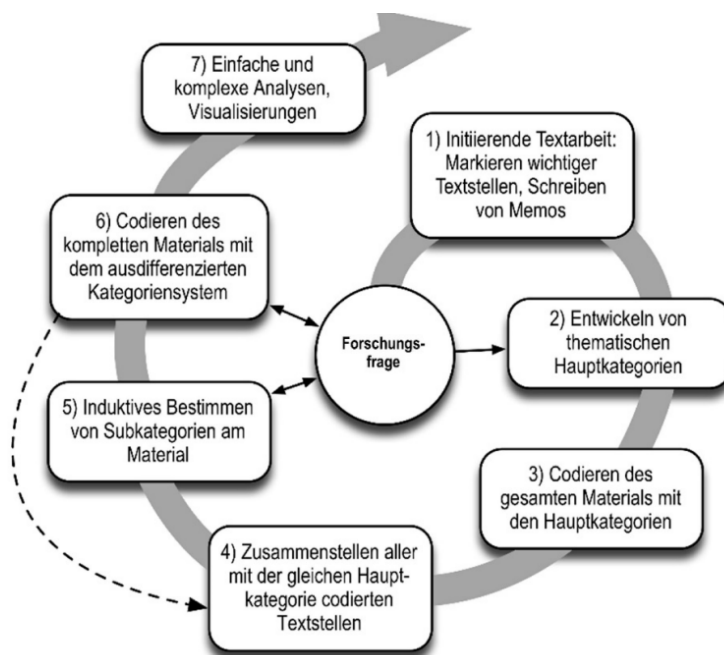 1) Initiierende Textarbeit:
Markieren wichtiger
Textstellen, Schreiben
von Memos
2) Entwickeln von
thematischen
Hauptkategorien
3) Codieren des
gesamten Materials mit
den Hauptkategorien
4) Zusammenstellen aller
mit der gleichen Haupt-
kategorie codierten
Textstellen
5) Induktives Bestimmen
von Subkategorien am
Material
6) Codieren des
kompletten Materials mit
dem ausdifferenzierten
Kategoriensystem
7) Einfache und
komplexe Analysen,
Visualisierungen
Forschungs-
frage